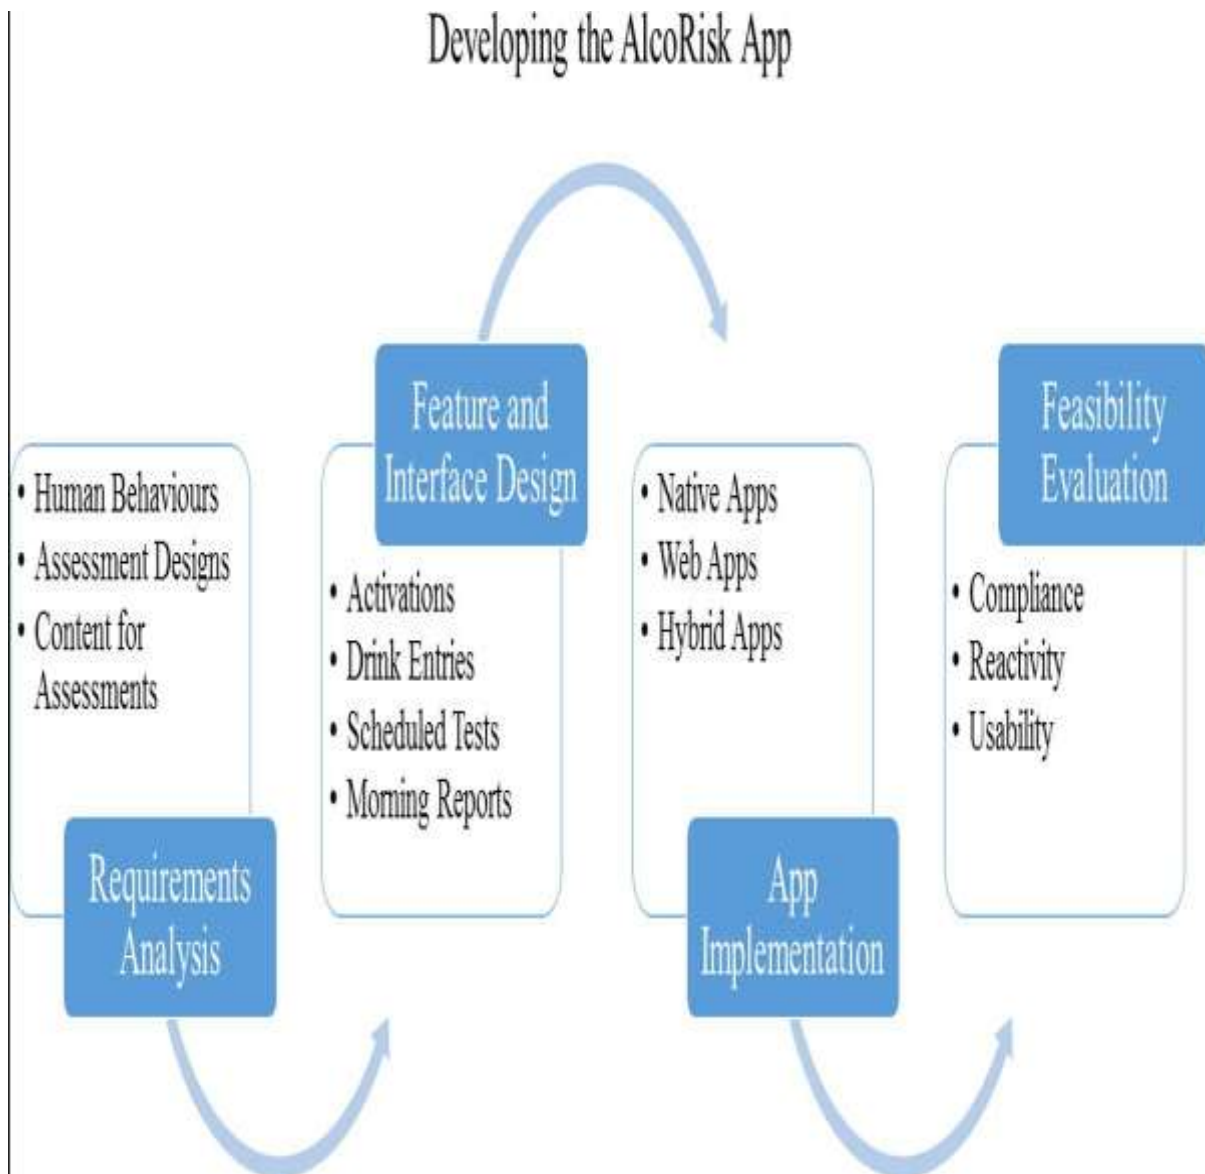 Developing the AlcoRisk App
• Human Behaviours
• Assessment Designs
• Content for
Assessments
Requirements
Analysis
Feature and
Interface Design
• Activations
• Drink Entries
• Scheduled Tests
• Morning Reports
• Native Apps
• Web Apps
• Hybrid Apps
App
Implementation
Feasibility
Evaluation
• Compliance
• Reactivity
• Usability